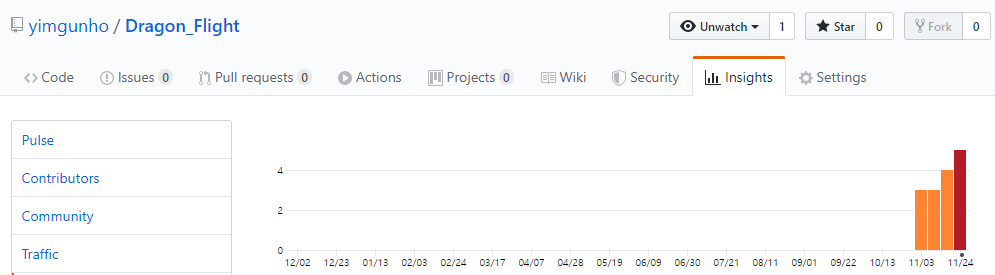 yimgunho / Dragon_Flight
Unwatch 1 Star 0 Fork 0
Code Issues 0 Pull requests 0 Actions Projects 0 Wiki Security Insights Settings
Pulse
Contributors
Community
Traffic
4
2
0
12/02 12/23 01/13 02/03 02/24 03/17 04/07 04/28 05/19 06/09 06/30 07/21 08/11 09/01 09/22 10/13 11/03 11/24